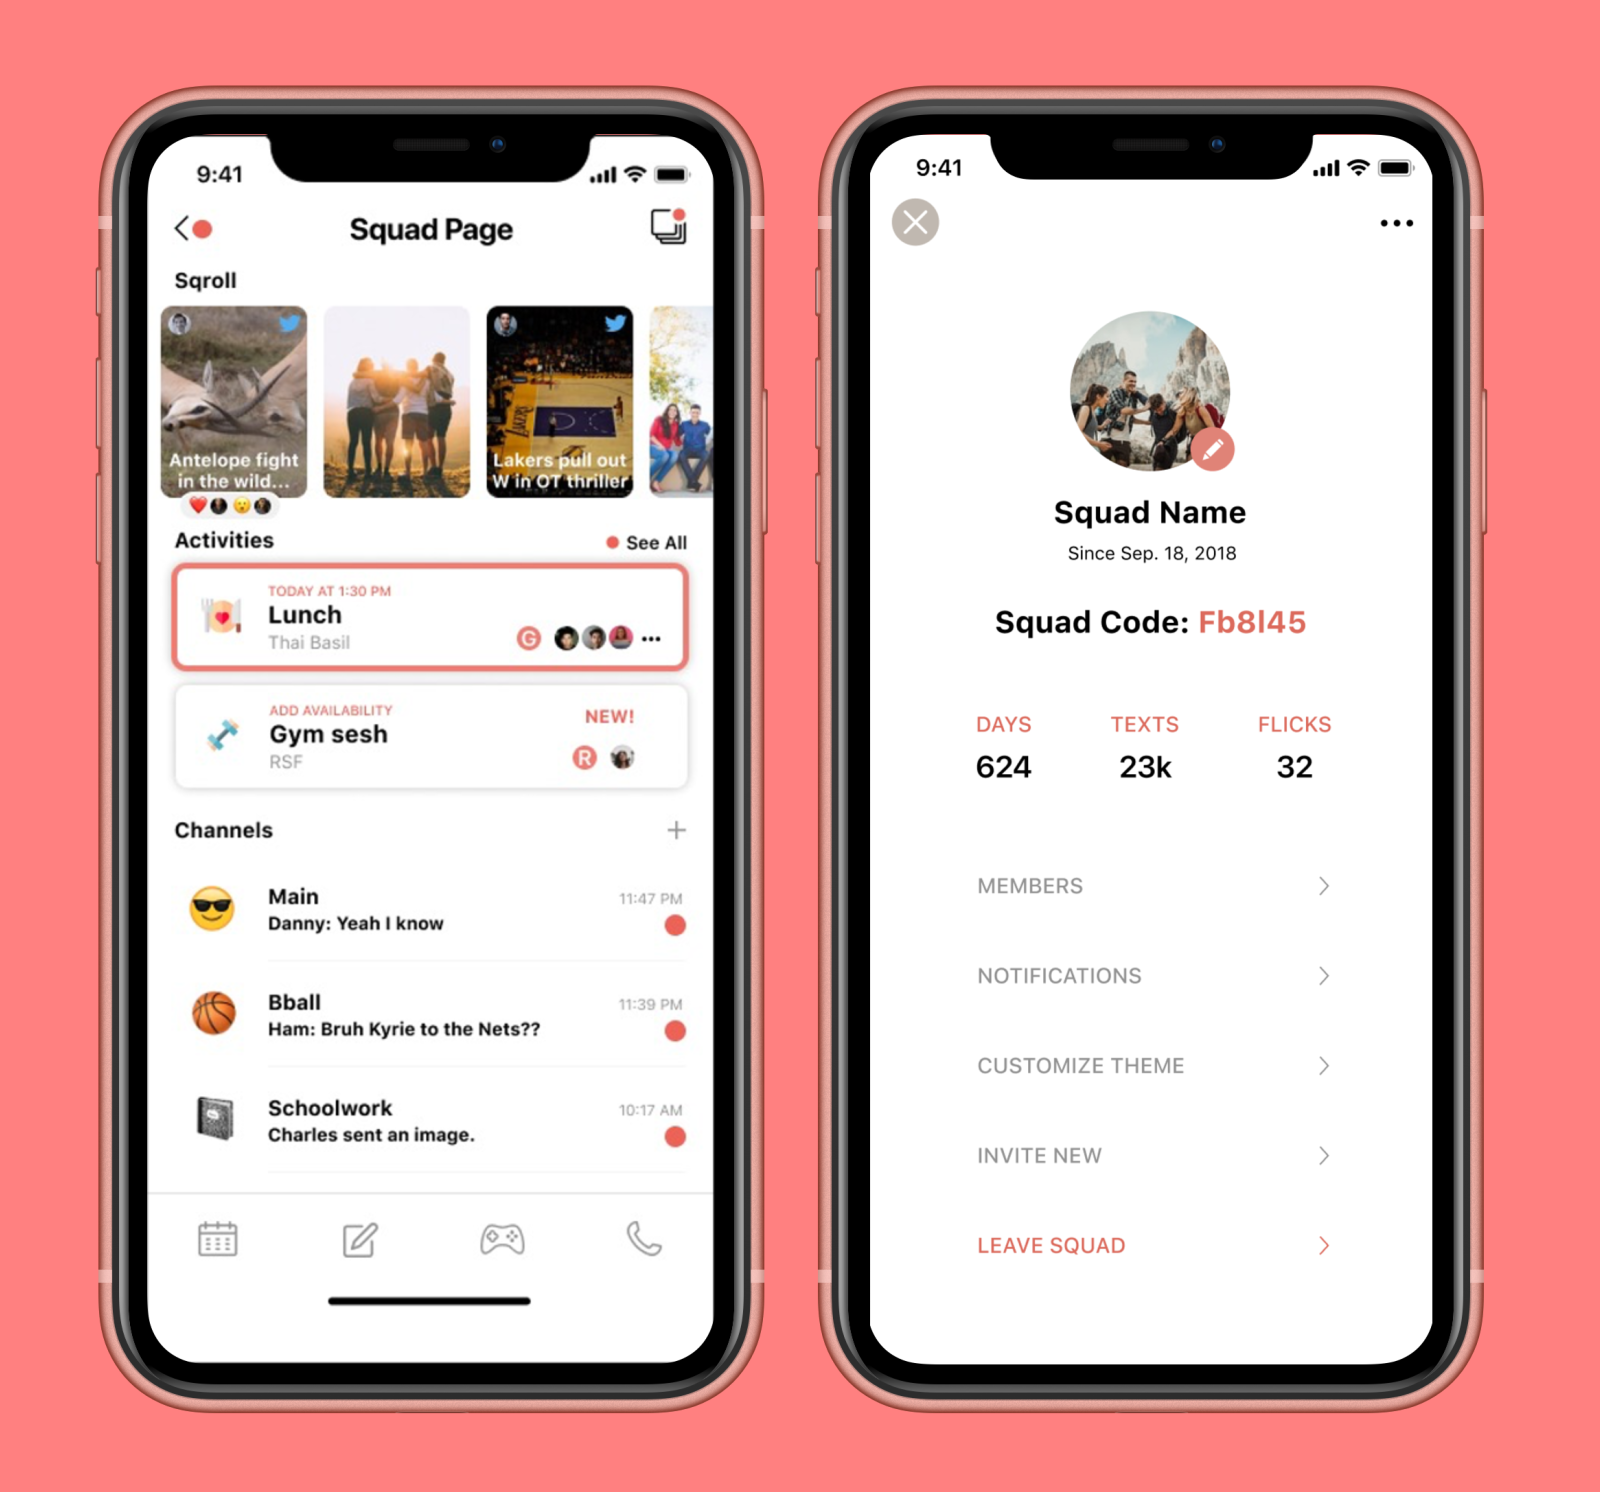 9:41
Squad Page
Sqroll
Antelope fight
in the wild...
Lakers pull out
W in OT thriller
LAKERS
Activities
See All
TODAY AT 1:30 PM
Lunch
Thai Basil
G
ADD AVAILABILITY
Gym sesh
RSF
NEW!
R
Channels
Main
11:47 PM
Danny: Yeah I know
Bball
11:39 PM
Ham: Bruh Kyrie to the Nets??
Schoolwork
10:17 AM
Charles sent an image.
9:41
Squad Name
Since Sep. 18, 2018
Squad Code: Fb8l45
DAYS TEXTS FLICKS
624 23k 32
MEMBERS
NOTIFICATIONS
CUSTOMIZE THEME
INVITE NEW
LEAVE SQUAD